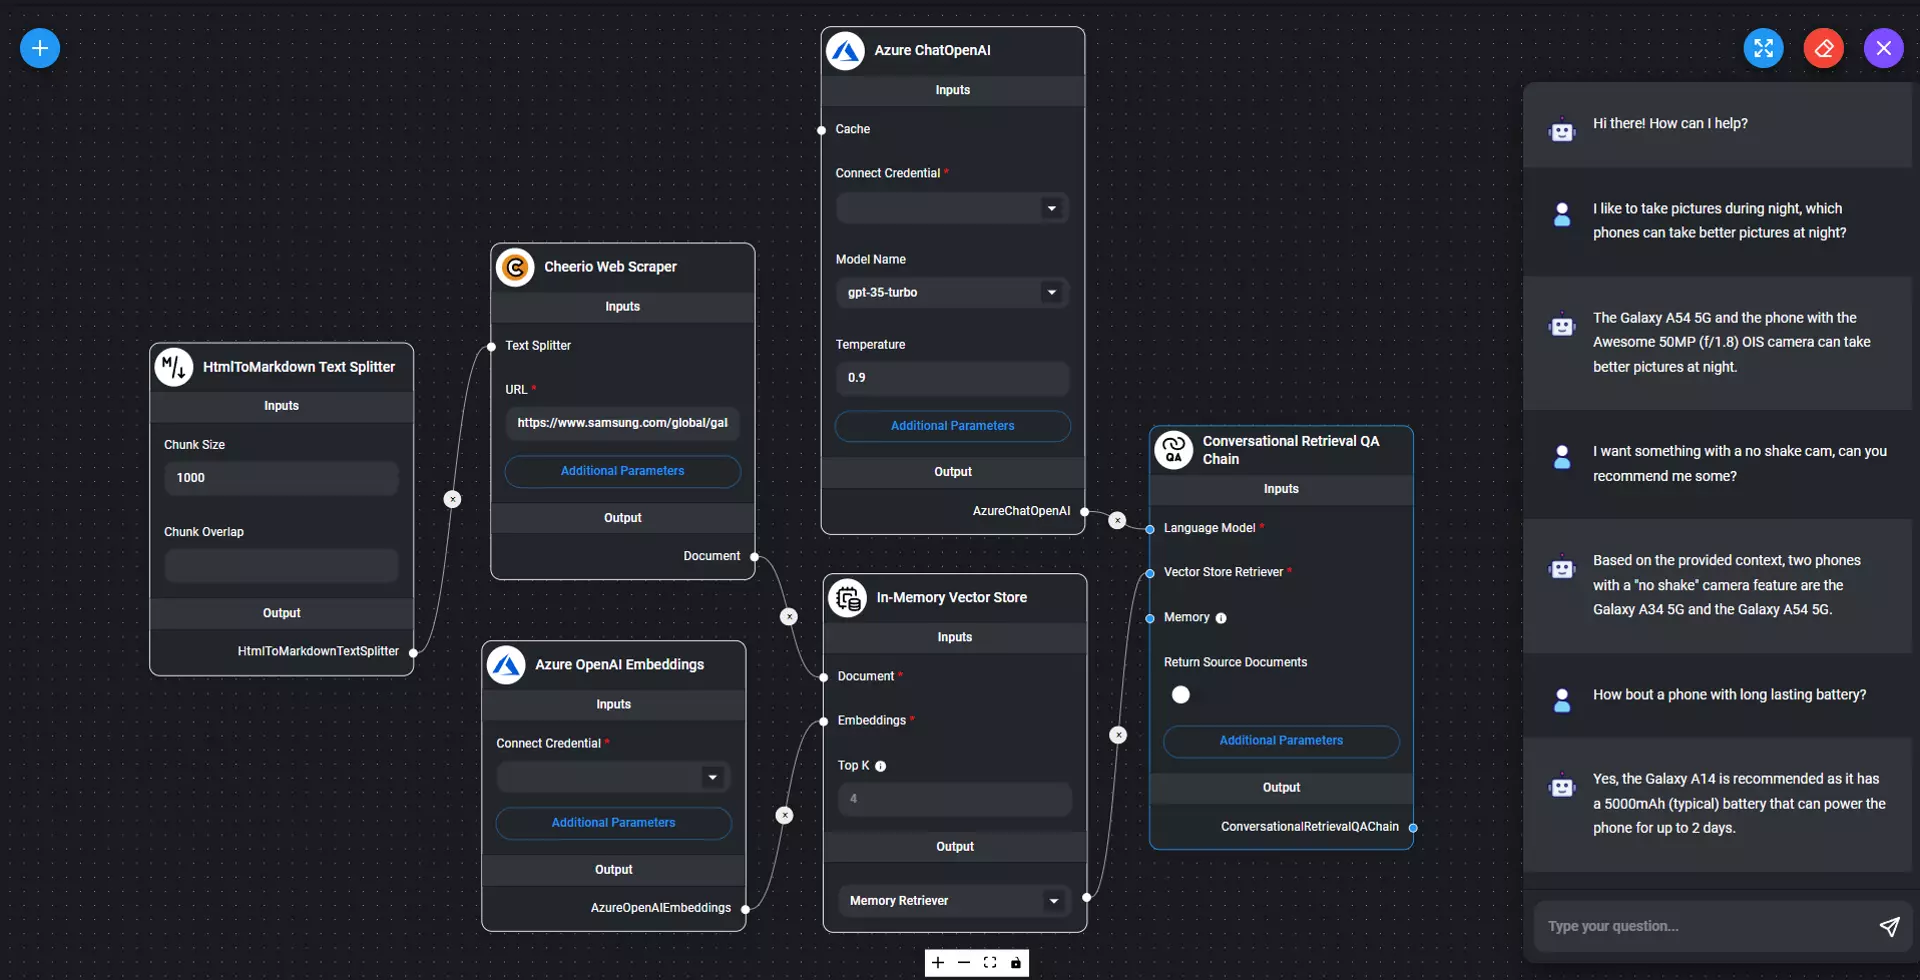 HtmlToMarkdown Text Splitter
Inputs
Chunk Size
1000
Chunk Overlap
Output
HtmlToMarkdownTextSplitter
Cheerio Web Scraper
Inputs
Text Splitter
URL *
https://www.samsung.com/global/gal
Additional Parameters
Output
Document
Azure OpenAI Embeddings
Inputs
Connect Credential *
Additional Parameters
Output
AzureOpenAIEmbeddings
Azure ChatOpenAI
Inputs
Cache
Connect Credential *
Model Name
gpt-35-turbo
Temperature
0.9
Additional Parameters
Output
AzureChatOpenAI
In-Memory Vector Store
Inputs
Document *
Embeddings *
Top K
4
Output
Memory Retriever
QA
Conversational Retrieval QA
Chain
Inputs
Language Model *
Vector Store Retriever *
Memory
Return Source Documents
Additional Parameters
Output
ConversationalRetrievalQAChain
Hi there! How can I help?
I like to take pictures during night, which
phones can take better pictures at night?
The Galaxy A54 5G and the phone with the
Awesome 50MP (f/1.8) OIS camera can take
better pictures at night.
I want something with a no shake cam, can you
recommend me some?
Based on the provided context, two phones
with a "no shake" camera feature are the
Galaxy A34 5G and the Galaxy A54 5G.
How bout a phone with long lasting battery?
Yes, the Galaxy A14 is recommended as it has
a 5000mAh (typical) battery that can power the
phone for up to 2 days.
Type your question...